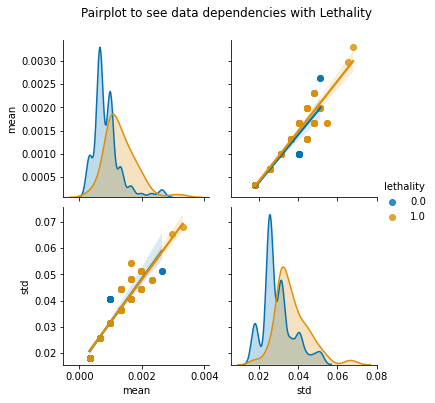 Pairplot to see data dependencies with Lethality
0.0030
0.0025
0.0020
0.0015
0.0010
0.0005
mean
lethality
0.0
1.0
0.07
0.06
0.05
0.04
0.03
0.02
std
0.000 0.002 0.004
mean
0.02 0.04 0.06 0.08
std